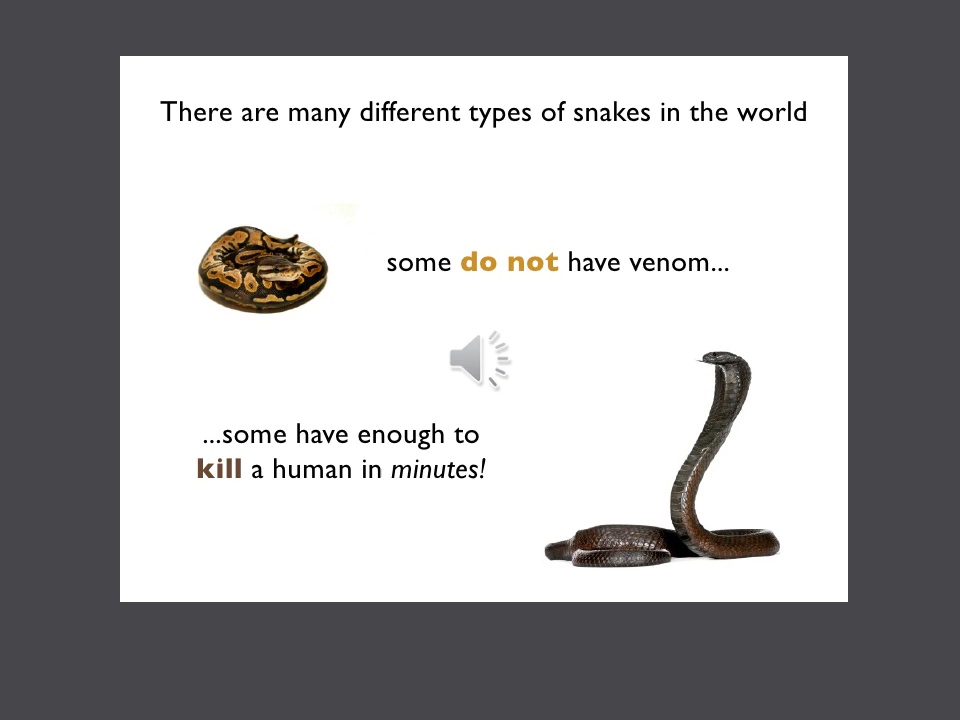 There are many different types of snakes in the world
some do not have venom...
...some have enough to
kill a human in minutes!